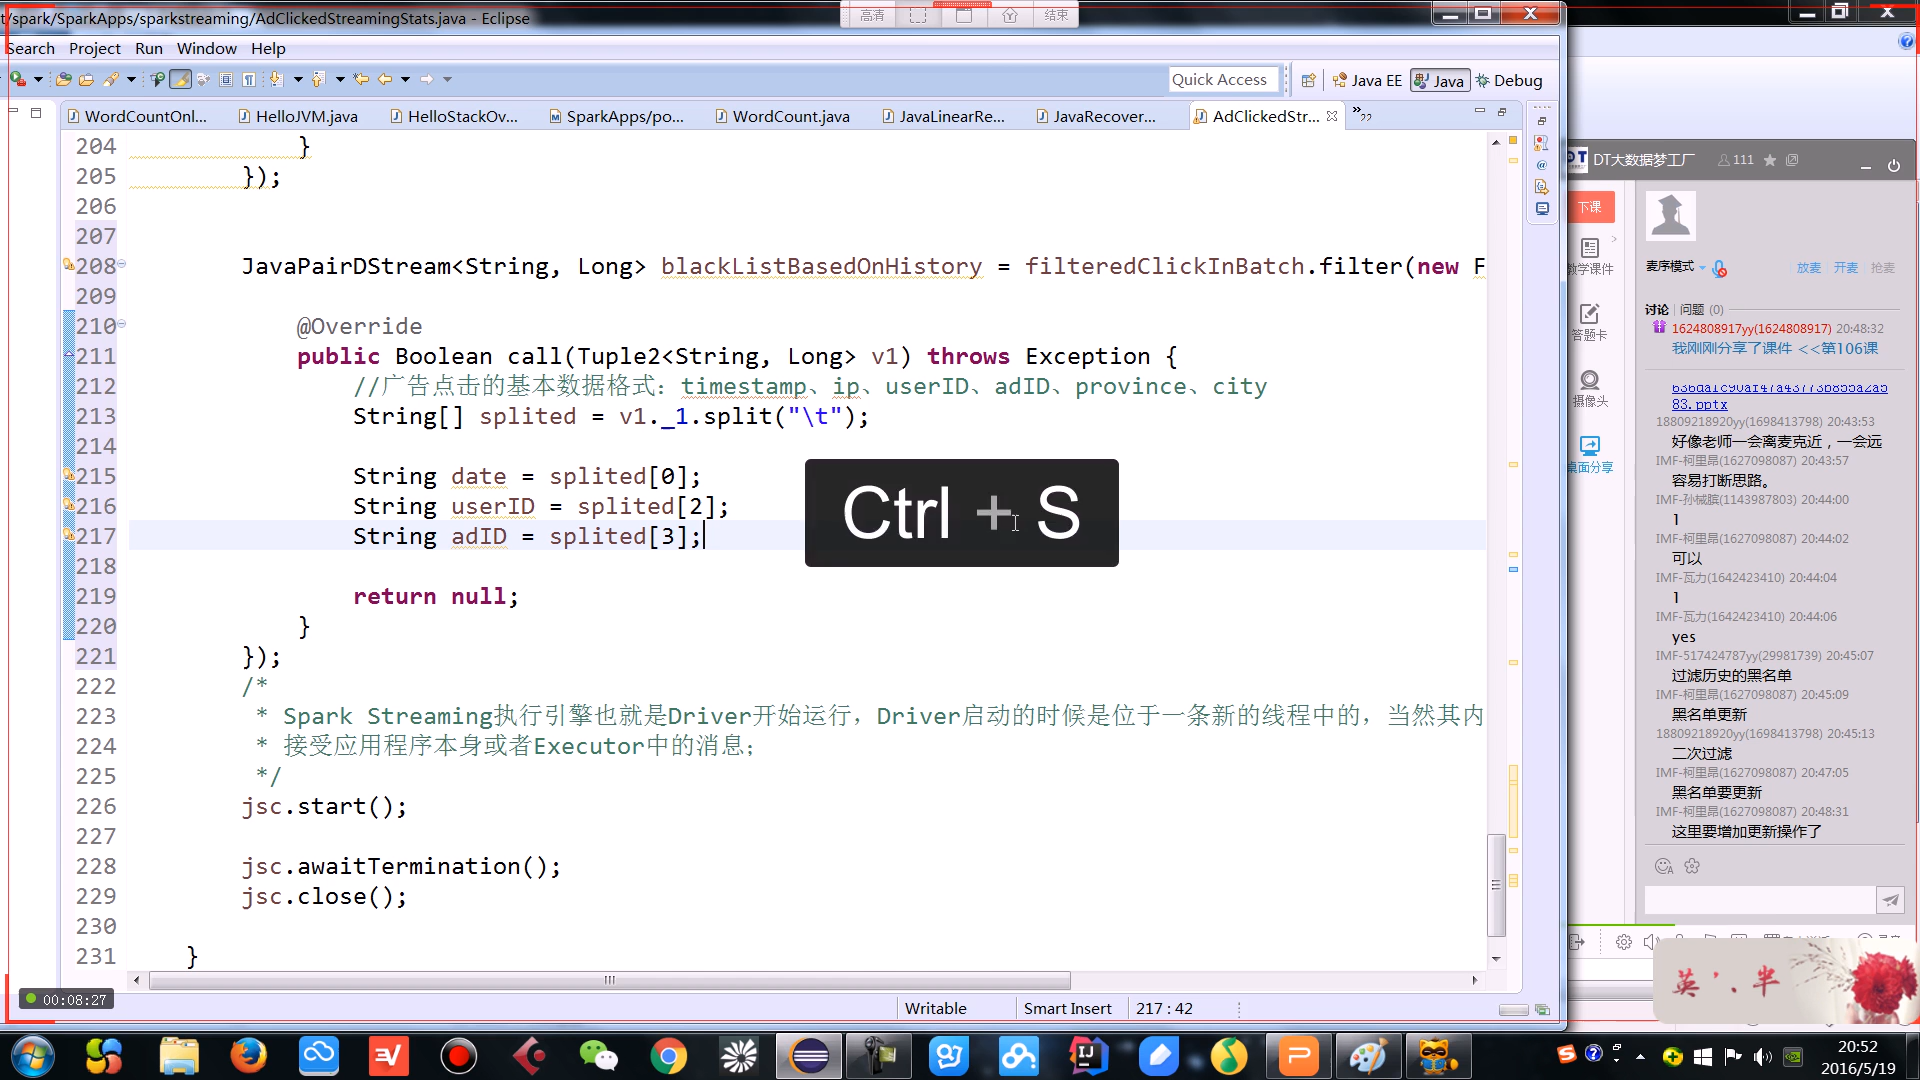 t/spark/SparkApps/sparkstreaming/AdClickedStreamingStats.java - Eclipse
高清
结束
Search Project Run Window Help
Quick Access
Java EE
Java
Debug
WordCountOnl...
HelloJVM.java
HelloStackOv...
SparkApps/po...
WordCount.java
JavaLinearRe...
JavaRecover...
AdClickedStr...
»22
204 }
205 });
206
207
208 JavaPairDStream<String, Long> blackListBasedOnHistory = filteredClickInBatch.filter(new F
209
210 @Override
211 public Boolean call(Tuple2<String, Long> v1) throws Exception {
212 //广告点击的基本数据格式：timestamp、ip、userID、adID、province、city
213 String[] splited = v1._1.split("\t");
214
215 String date = splited[0];
216 String userID = splited[2];
217 String adID = splited[3];
218
219 return null;
220 }
221 });
222 /*
223 * Spark Streaming执行引擎也就是Driver开始运行，Driver启动的时候是位于一条新的线程中的，当然其内
224 * 接受应用程序本身或者Executor中的消息；
225 */
226 jsc.start();
227
228 jsc.awaitTermination();
229 jsc.close();
230
231 }
Ctrl + S
00:08:27
Writable
Smart Insert
217 : 42
DT大数据梦工厂
111
下课
教学课件
答题卡
摄像头
桌面分享
麦序模式
放麦 开麦 抢麦
讨论 问题 (0)
1624808917yy(1624808917) 20:48:32
我刚刚分享了课件 <<第106课
83.pptx
18809218920yy(1698413798) 20:43:53
好像老师一会离麦克近，一会远
IMF-柯里昂(1627098087) 20:43:57
容易打断思路。
IMF-孙械膑(1143987803) 20:44:00
1
IMF-柯里昂(1627098087) 20:44:02
可以
IMF-瓦力(1642423410) 20:44:04
1
IMF-瓦力(1642423410) 20:44:06
yes
IMF-517424787yy(29981739) 20:45:07
过滤历史的黑名单
IMF-柯里昂(1627098087) 20:45:09
黑名单更新
18809218920yy(1698413798) 20:45:13
二次过滤
IMF-柯里昂(1627098087) 20:47:05
黑名单要更新
IMF-柯里昂(1627098087) 20:48:31
这里要增加更新操作了
英 半
20:52
2016/5/19